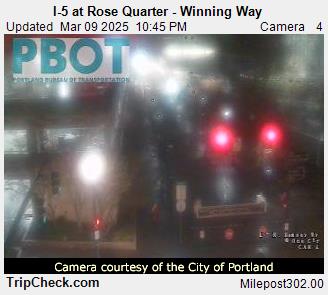 I-5 at Rose Quarter - Winning Way
Updated Mar 09 2025 10:45 PM Camera 4
PBOT
PORTLAND BUREAU OF TRANSPORTATION
Camera courtesy of the City of Portland
TripCheck.com Milepost302.00